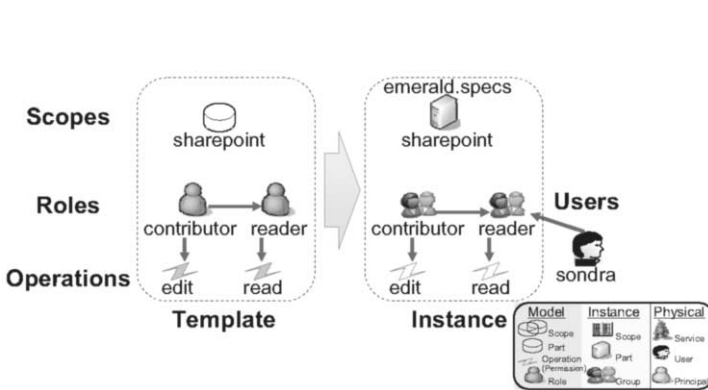 emerald.specs
Scopes
sharepoint
sharepoint
Roles
Users
contributor reader
contributor reader
Operations
edit read
edit read
sondra
Template
Instance
Model Instance Physical
Scope Scope Service
Part Part User
Operation
(Permission)
Role Group Principal